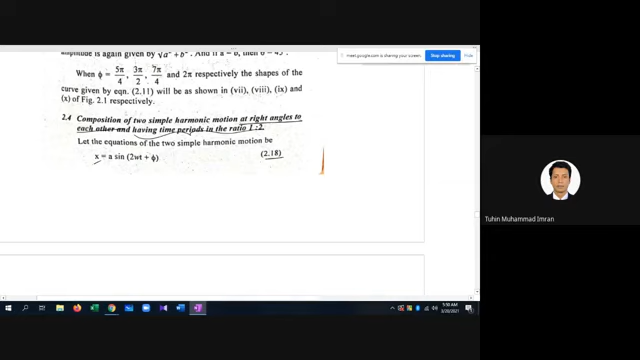 amplitude is again given by √a² + b². And if a = b, then θ = 45
When ϕ = 5π/4, 3π/2, 7π/4 and 2π respectively the shapes of the
curve given by eqn. (2.11) will be as shown in (vii), (viii), (ix) and
(x) of Fig. 2.1 respectively.
2.4 Composition of two simple harmonic motion at right angles to
each other and having time periods in the ratio 1 : 2.
Let the equations of the two simple harmonic motion be
x = a sin (2wt + ϕ) (2.18)
meet.google.com is sharing your screen. Stop sharing Hide
Tuhin Muhammad Imran
5:50 AM
2/20/2021